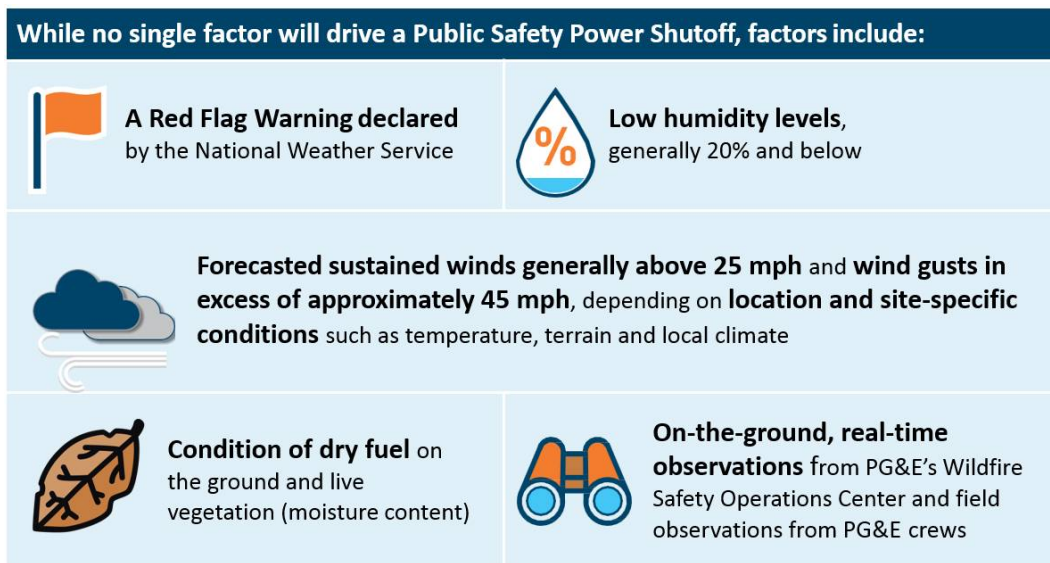 While no single factor will drive a Public Safety Power Shutoff, factors include:
A Red Flag Warning declared
by the National Weather Service
%
Low humidity levels,
generally 20% and below
Forecasted sustained winds generally above 25 mph and wind gusts in
excess of approximately 45 mph, depending on location and site-specific
conditions such as temperature, terrain and local climate
Condition of dry fuel on
the ground and live
vegetation (moisture content)
On-the-ground, real-time
observations from PG&E's Wildfire
Safety Operations Center and field
observations from PG&E crews